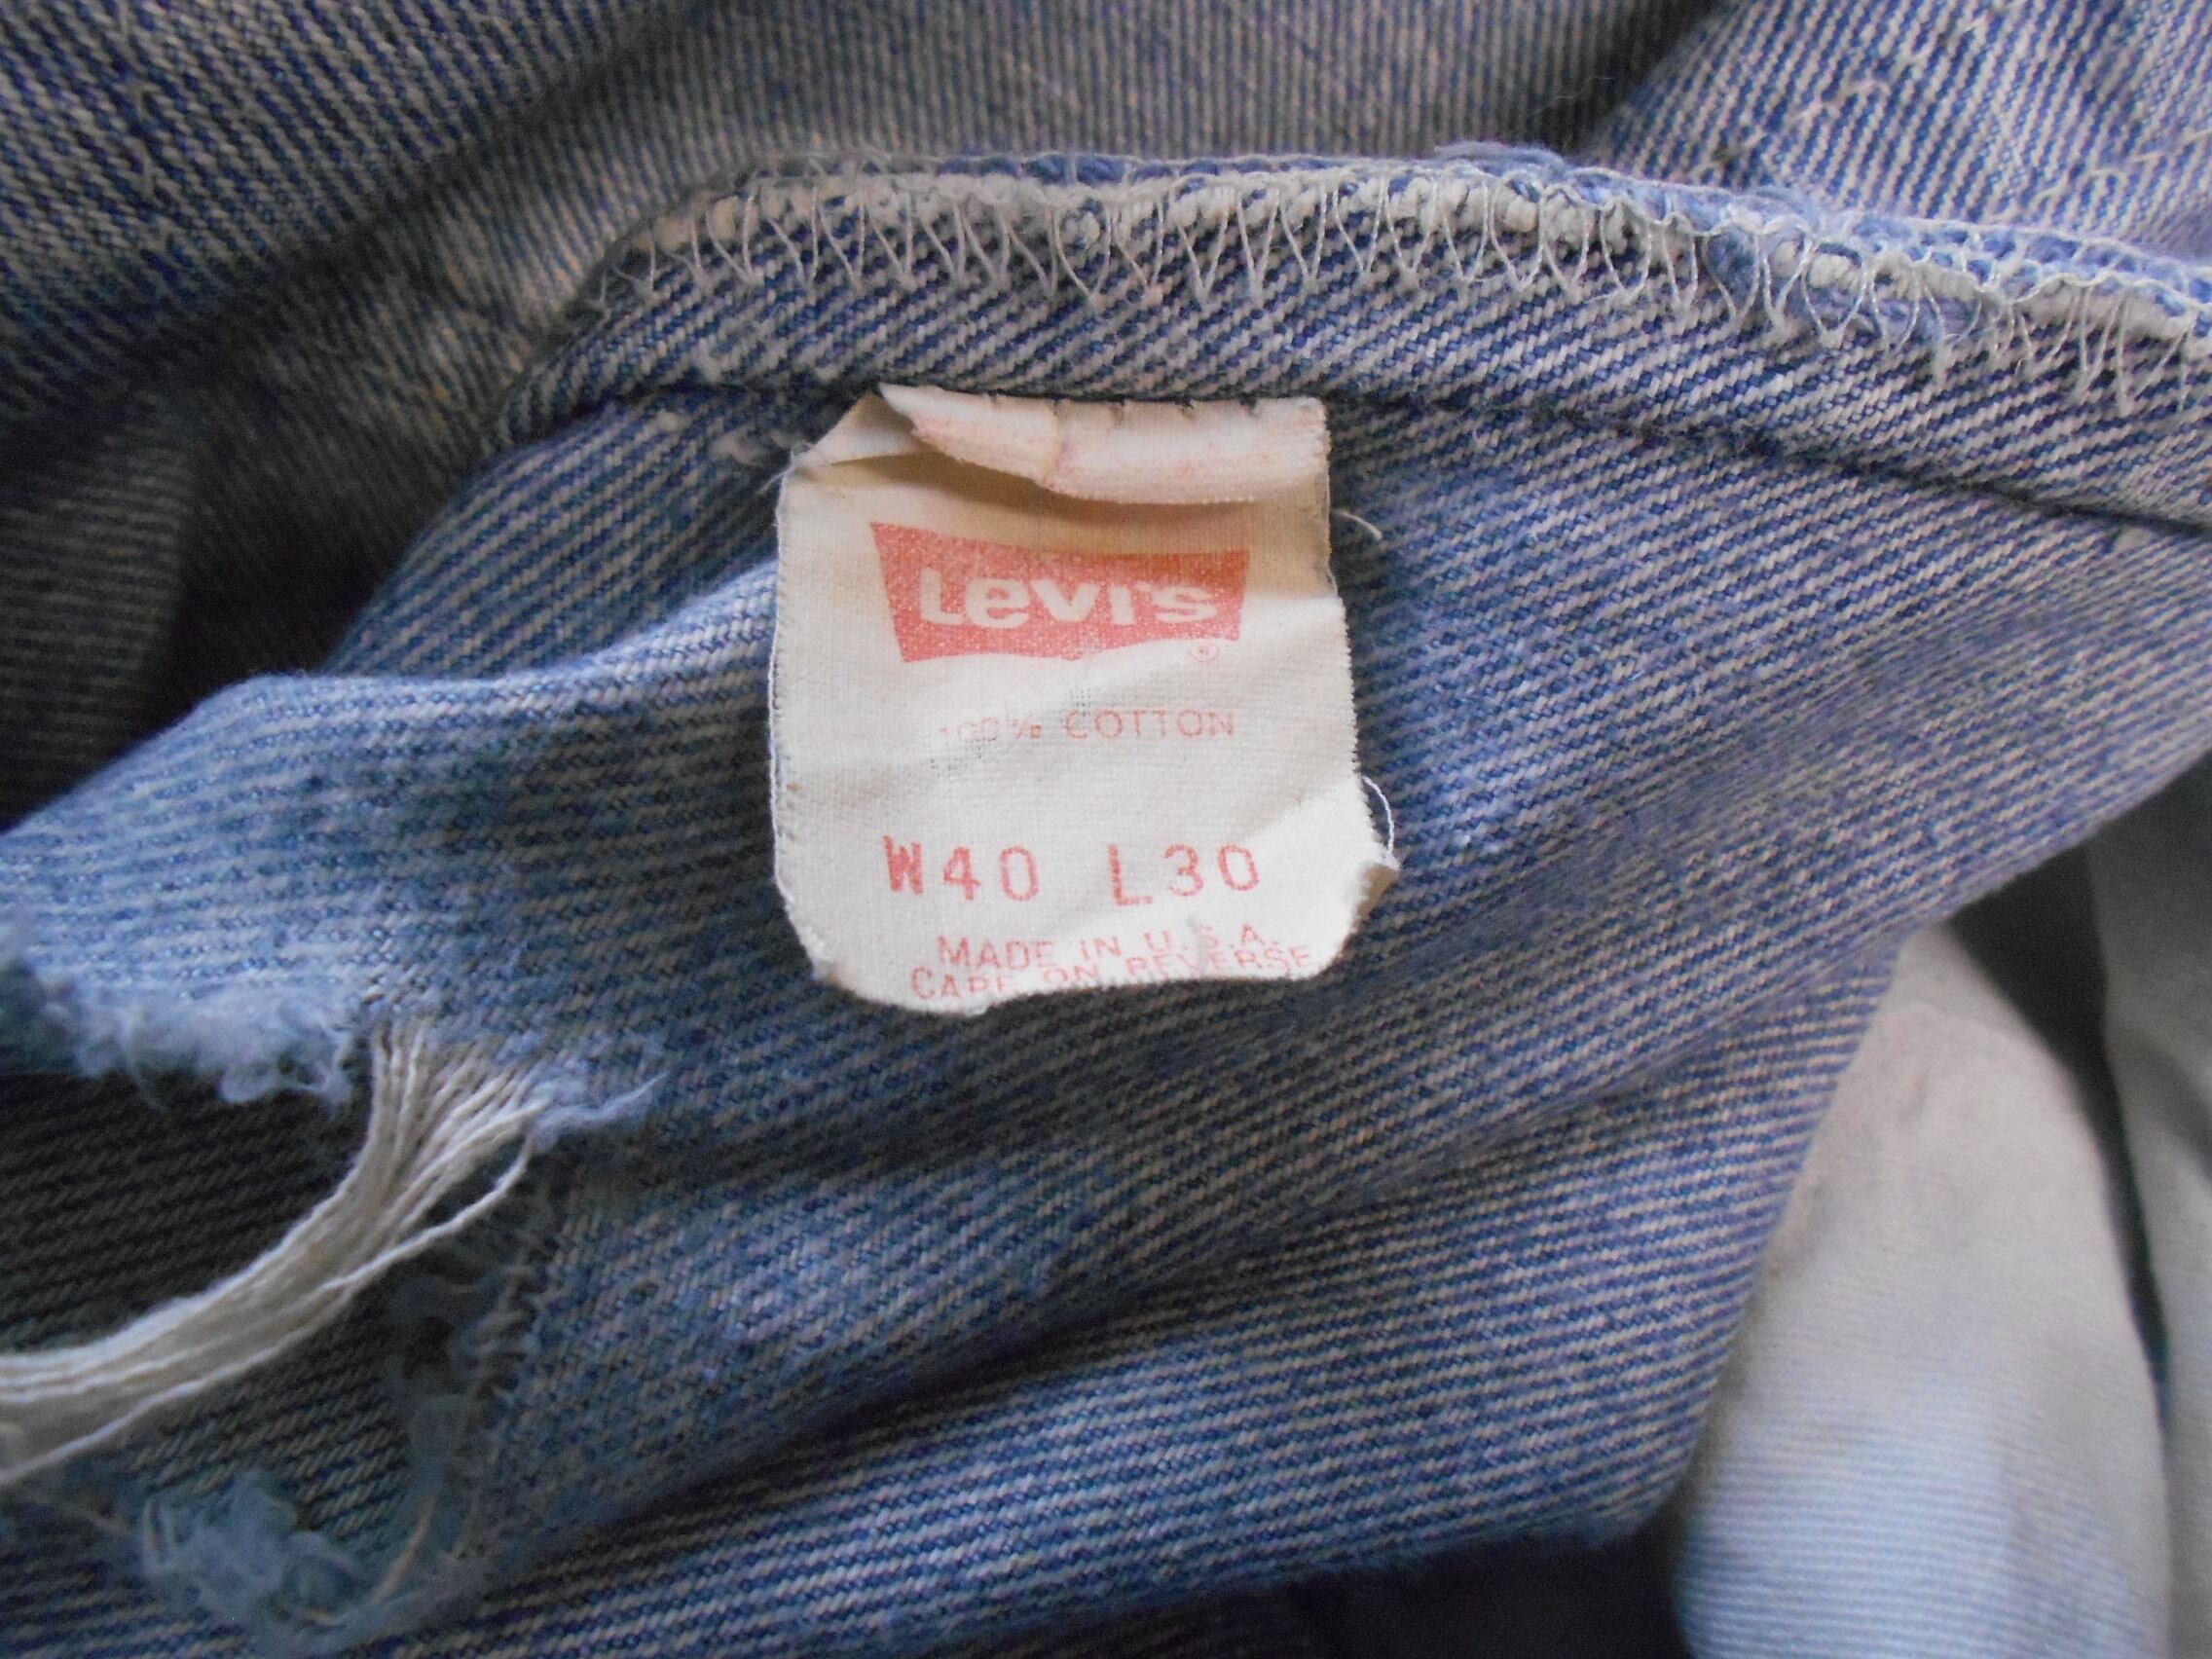 Levi's
®
100% COTTON
W40 L30
MADE IN U.S.A.
CARE ON REVERSE